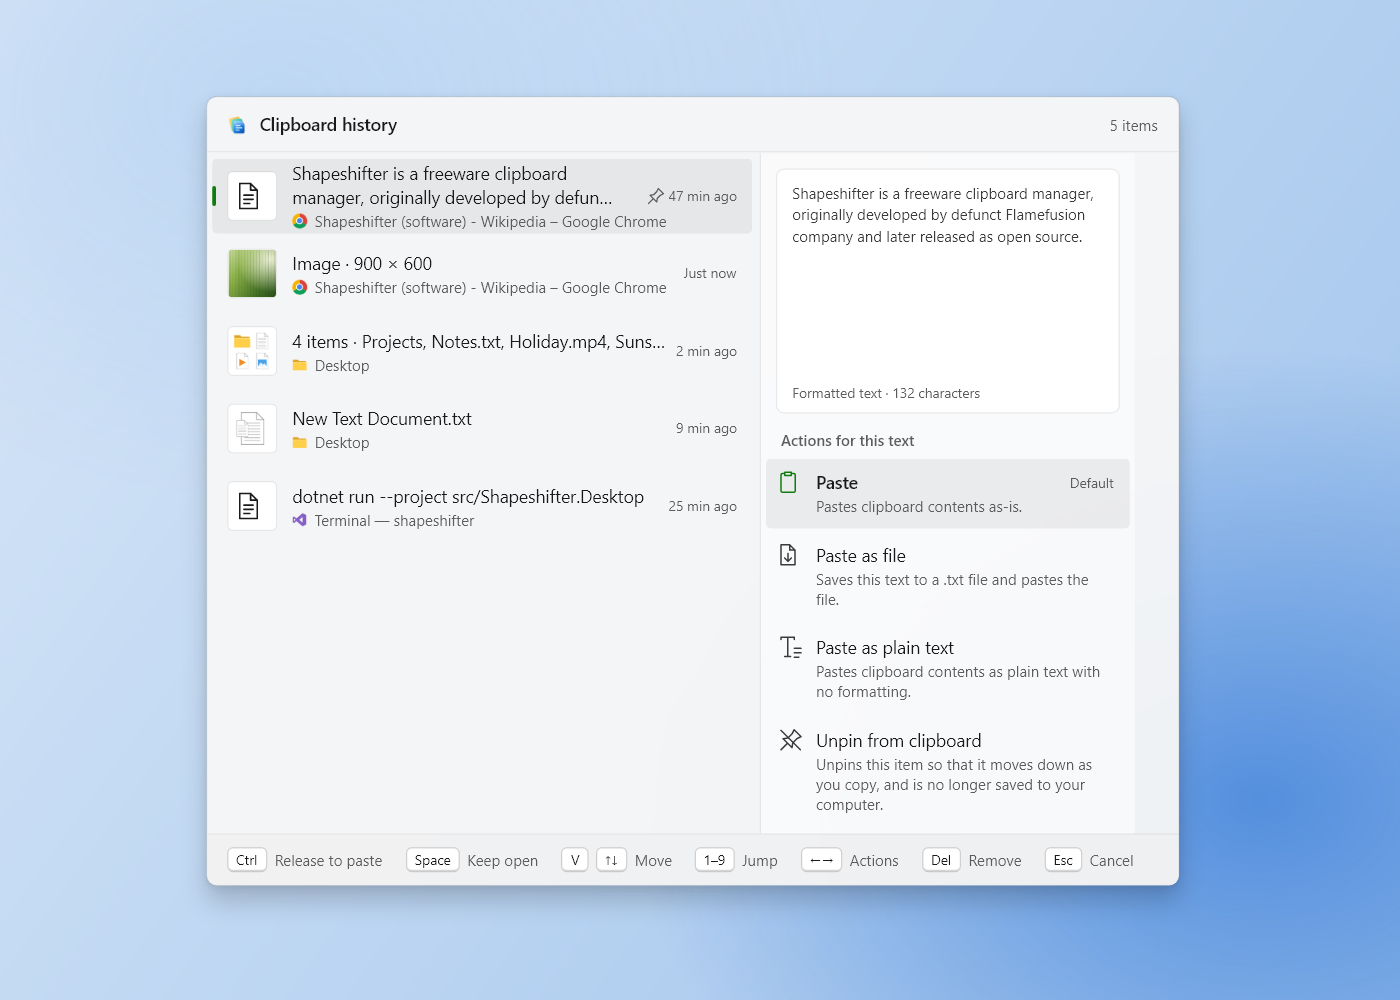 Clipboard history
5 items
Shapeshifter is a freeware clipboard
manager, originally developed by defun...
47 min ago
Shapeshifter (software) - Wikipedia – Google Chrome
Image · 900 × 600
Just now
Shapeshifter (software) - Wikipedia – Google Chrome
4 items · Projects, Notes.txt, Holiday.mp4, Suns...
2 min ago
Desktop
New Text Document.txt
9 min ago
Desktop
dotnet run --project src/Shapeshifter.Desktop
25 min ago
Terminal — shapeshifter
Shapeshifter is a freeware clipboard manager,
originally developed by defunct Flamefusion
company and later released as open source.
Formatted text · 132 characters
Actions for this text
Paste
Default
Pastes clipboard contents as-is.
Paste as file
Saves this text to a .txt file and pastes the
file.
Paste as plain text
Pastes clipboard contents as plain text with
no formatting.
Unpin from clipboard
Unpins this item so that it moves down as
you copy, and is no longer saved to your
computer.
Ctrl Release to paste Space Keep open V ↑↓ Move 1–9 Jump ←→ Actions Del Remove Esc Cancel